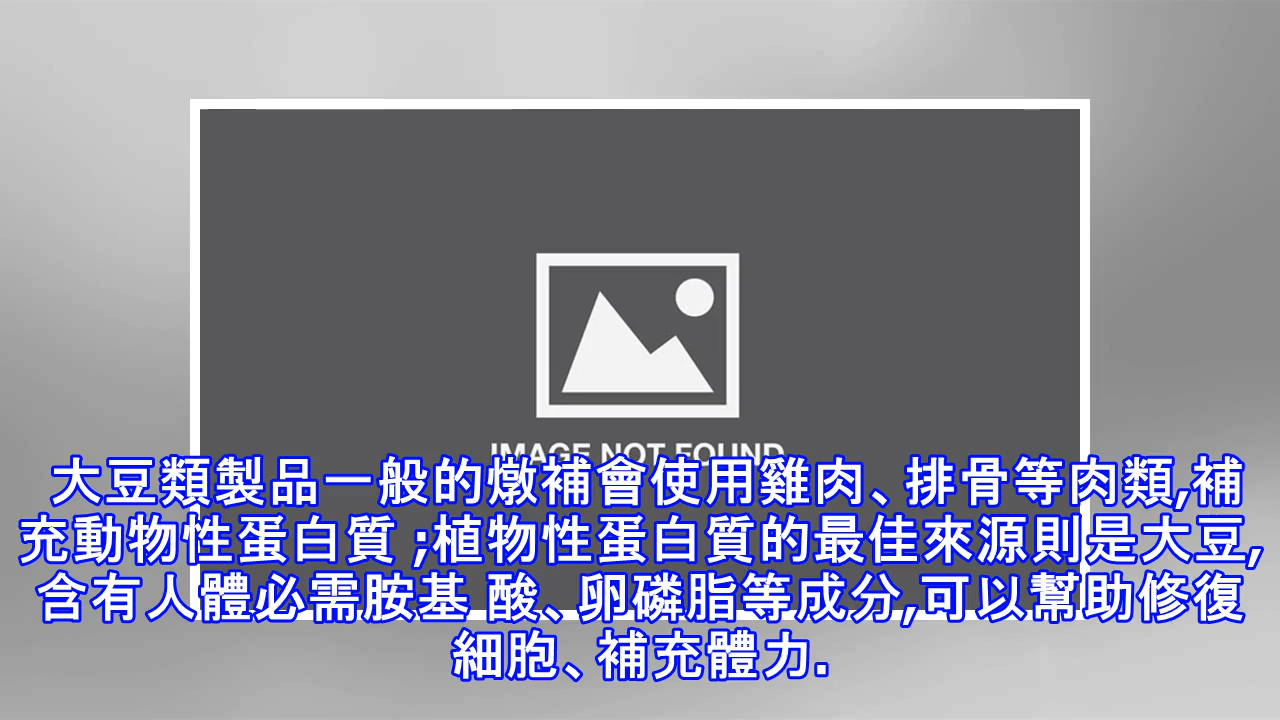 IMAGE NOT FOUND
大豆類製品一般的燉補會使用雞肉、排骨等肉類,補
充動物性蛋白質 ;植物性蛋白質的最佳來源則是大豆,
含有人體必需胺基 酸、卵磷脂等成分,可以幫助修復
細胞、補充體力.